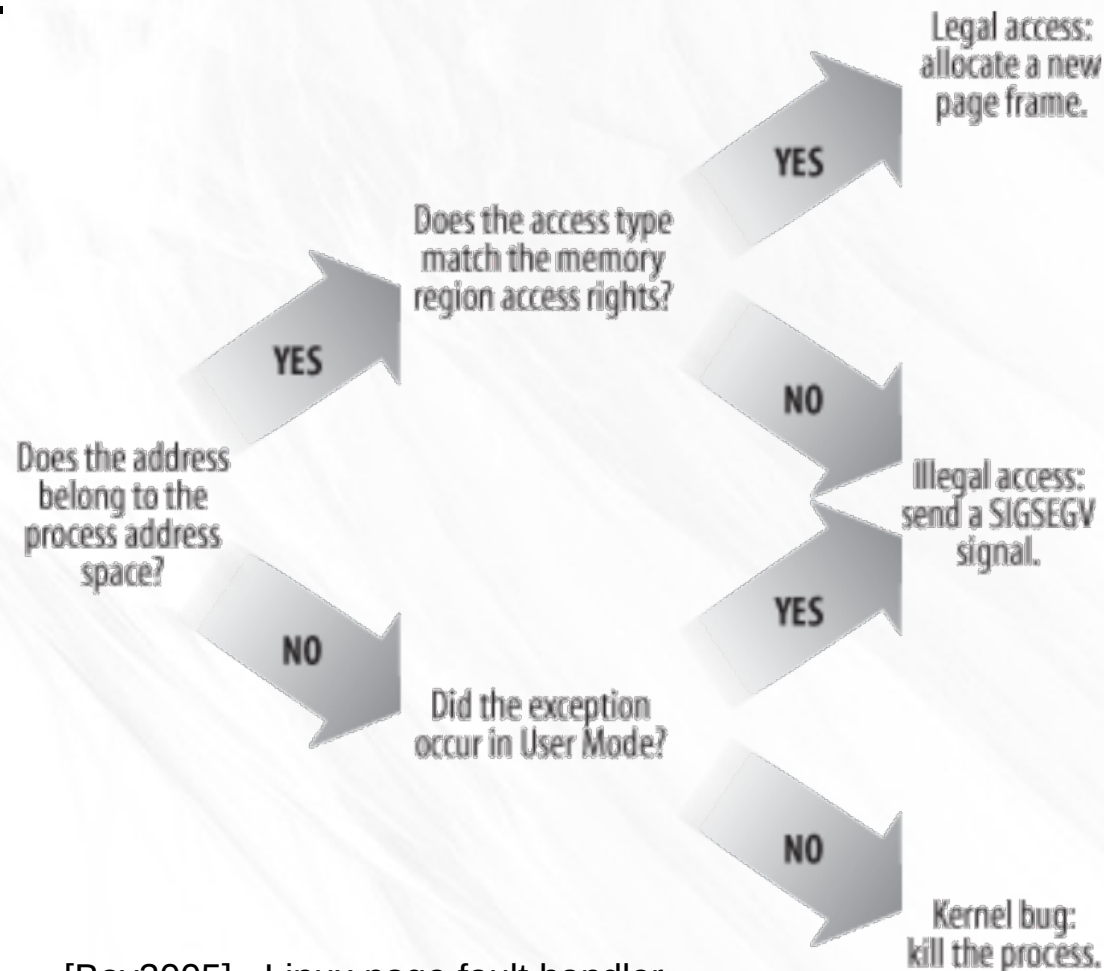 Legal access:
allocate a new
page frame.
YES
Does the access type
match the memory
region access rights?
YES
NO
Does the address
belong to the
process address
space?
Illegal access:
send a SIGSEGV
signal.
YES
NO
Did the exception
occur in User Mode?
NO
Kernel bug:
kill the process.
Linux page fault handler